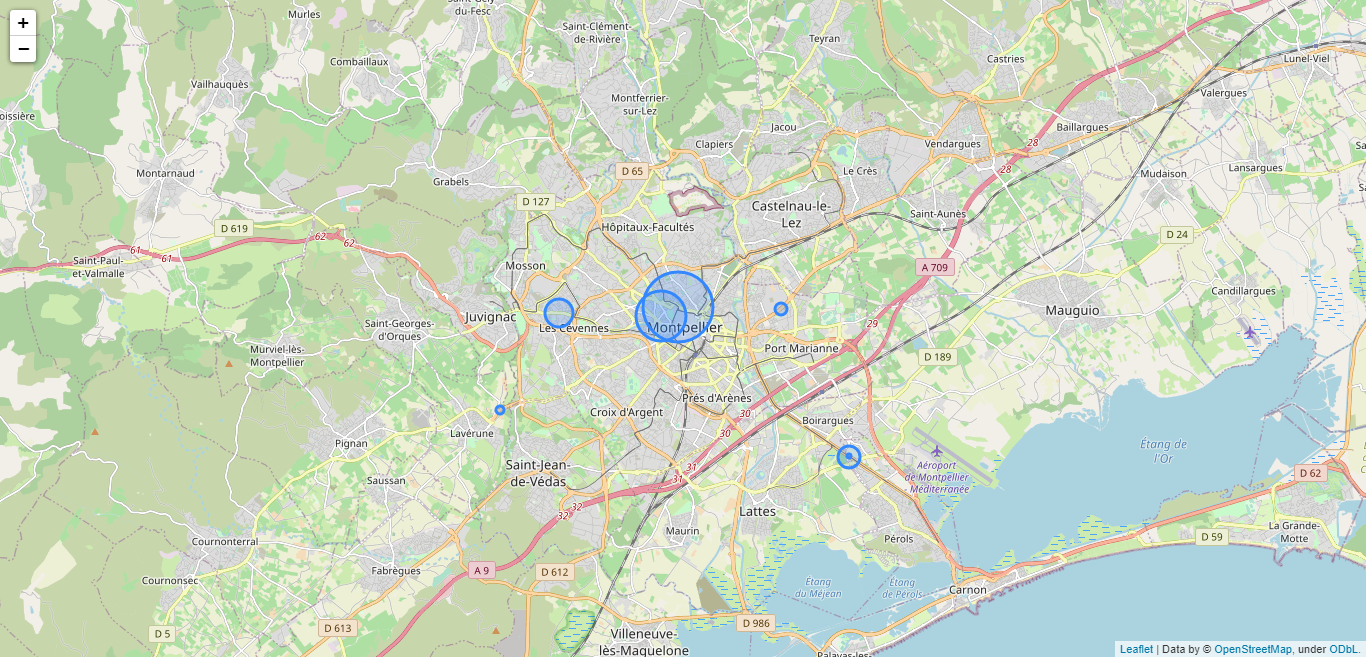 +
−
Murles
Saint-Gély-
du-Fesc
Saint-Clément-
de-Rivière
Teyran
Castries
Lunel-Viel
Combaillaux
Vailhauquès
Valergues
Montferrier-
sur-Lez
oissière
Jacou
Baillargues
28
Clapiers
Vendargues
28
Lansargues
Montarnaud
Grabels
D 65
Le Crès
Mudaison
D 127
Castelnau-le-
Lez
Saint-Aunès
D 619
Hôpitaux-Facultés
D 24
62
62
61
61
Saint-Paul-
et-Valmalle
Mosson
A 709
Candillargues
Mauguio
Juvignac
Saint-Georges-
d'Orques
Les Cévennes
Montpellier
29
Murviel-lès-
Montpellier
Port Marianne
D 189
Prés d'Arènes
Croix d'Argent
30
30
Boirargues
Lavérune
Pignan
Étang de
l'Or
Saint-Jean-
de-Védas
31
31
Aéroport
de Montpellier
Méditerranée
D 62
Saussan
32
32
Lattes
Maurin
Pérols
La Grande-
Motte
D 59
Cournonterral
A 9
D 612
Fabrègues
Cournonsec
Étang
du Méjean
Étang
de Pérols
Carnon
D 5
D 613
D 986
Villeneuve-
lès-Maguelone
Palavas-les-
Leaflet | Data by © OpenStreetMap, under ODbL.